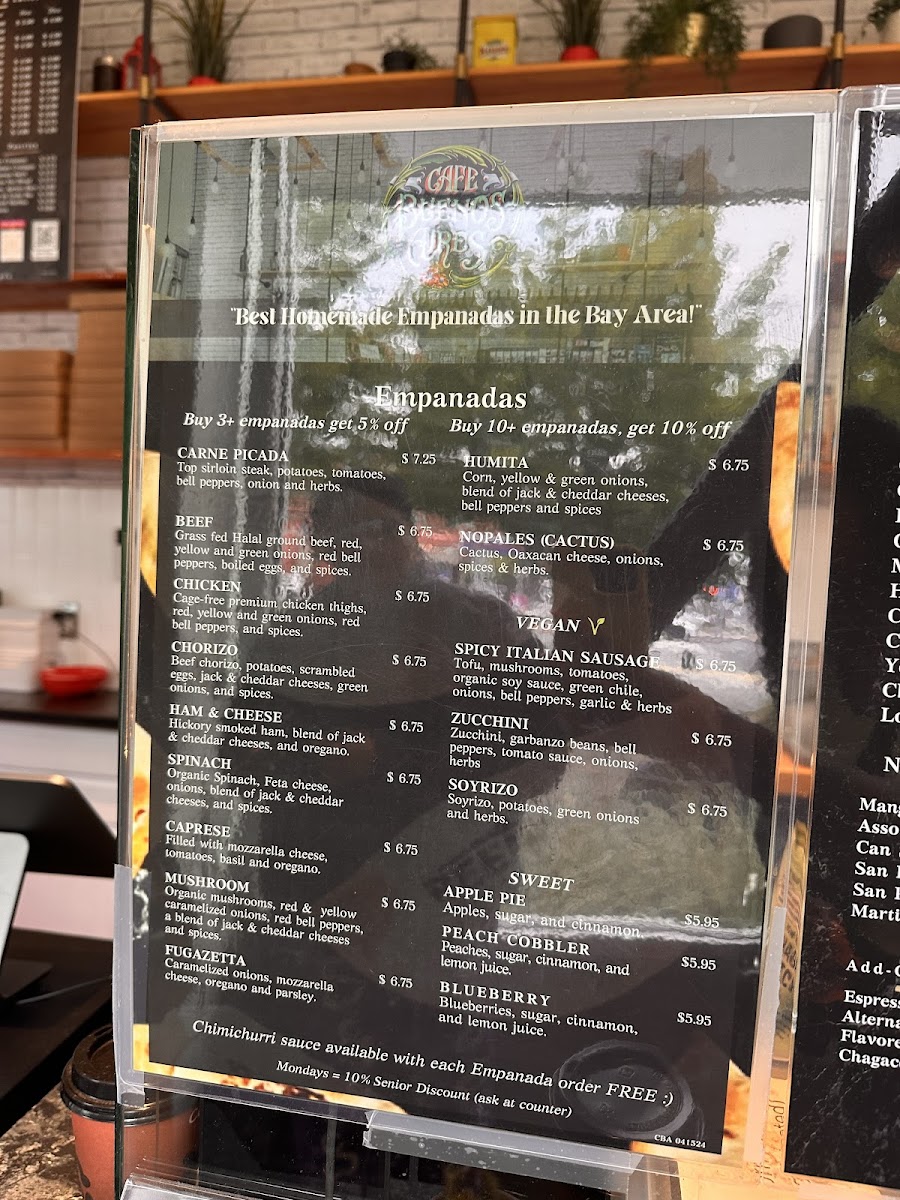 CAFE
BUENOS
AIRES
"Best Homemade Empanadas in the Bay Area!"
Empanadas
Buy 3+ empanadas get 5% off
Buy 10+ empanadas, get 10% off
CARNE PICADA $ 7.25
Top sirloin steak, potatoes, tomatoes,
bell peppers, onion and herbs.
BEEF $ 6.75
Grass fed Halal ground beef, red,
yellow and green onions, red bell
peppers, boiled eggs, and spices.
CHICKEN $ 6.75
Cage-free premium chicken thighs,
red, yellow and green onions, red
bell peppers, and spices.
CHORIZO $ 6.75
Beef chorizo, potatoes, scrambled
eggs, jack & cheddar cheeses, green
onions, and spices.
HAM & CHEESE $ 6.75
Hickory smoked ham, blend of jack
& cheddar cheeses, and oregano.
SPINACH $ 6.75
Organic Spinach, Feta cheese,
onions, blend of jack & cheddar
cheeses, and spices.
CAPRESE $ 6.75
Filled with mozzarella cheese,
tomatoes, basil and oregano.
MUSHROOM $ 6.75
Organic mushrooms, red & yellow
caramelized onions, red bell peppers,
a blend of jack & cheddar cheeses
and spices.
FUGAZETTA $ 6.75
Caramelized onions, mozzarella
cheese, oregano and parsley.
HUMITA $ 6.75
Corn, yellow & green onions,
blend of jack & cheddar cheeses,
bell peppers and spices
NOPALES (CACTUS) $ 6.75
Cactus, Oaxacan cheese, onions,
spices & herbs.
VEGAN
SPICY ITALIAN SAUSAGE $ 6.75
Tofu, mushrooms, tomatoes,
organic soy sauce, green chile,
onions, bell peppers, garlic & herbs
ZUCCHINI $ 6.75
Zucchini, garbanzo beans, bell
peppers, tomato sauce, onions,
herbs
SOYRIZO $ 6.75
Soyrizo, potatoes, green onions
and herbs.
SWEET
APPLE PIE $5.95
Apples, sugar, and cinnamon.
PEACH COBBLER $5.95
Peaches, sugar, cinnamon, and
lemon juice.
BLUEBERRY $5.95
Blueberries, sugar, cinnamon,
and lemon juice.
Chimichurri sauce available with each Empanada order FREE :)
Mondays = 10% Senior Discount (ask at counter)
CBA 041524
Mang
Asso
Can
San
San
Marti
Add-
Espres
Alterna
Flavore
Chagac